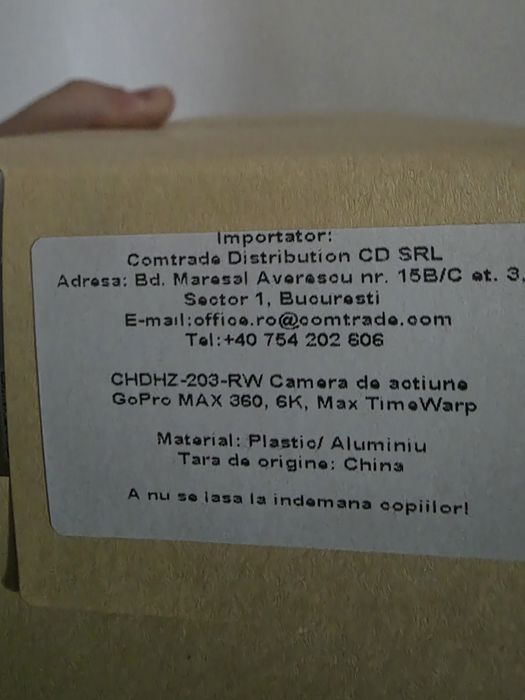 Importator:
Comtrade Distribution CD SRL
Adresa: Bd. Maresal Averescu nr. 15B/C et. 3,
Sector 1, Bucuresti
E-mail:office.ro@comtrade.com
Tel:+40 754 202 606
CHDHZ-203-RW Camera de actiune
GoPro MAX 360, 6K, Max TimeWarp
Material: Plastic/ Aluminiu
Tara de origine: China
A nu se lasa la indemana copiilor!